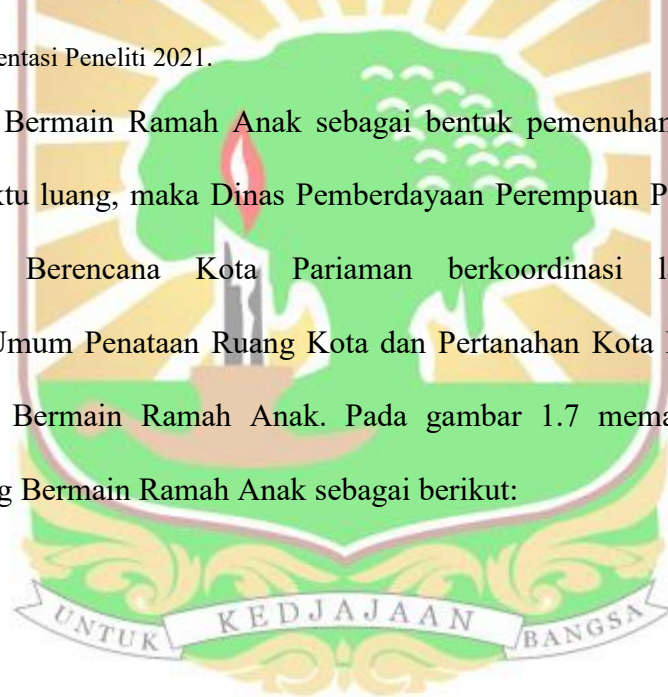 entasi Peneliti 2021.
Bermain Ramah Anak sebagai bentuk pemenuhan
ktu luang, maka Dinas Pemberdayaan Perempuan P
Berencana Kota Pariaman berkoordinasi l
Umum Penataan Ruang Kota dan Pertanahan Kota
Bermain Ramah Anak. Pada gambar 1.7 mema
g Bermain Ramah Anak sebagai berikut:
UNTUK KEDJAJAAN BANGSA